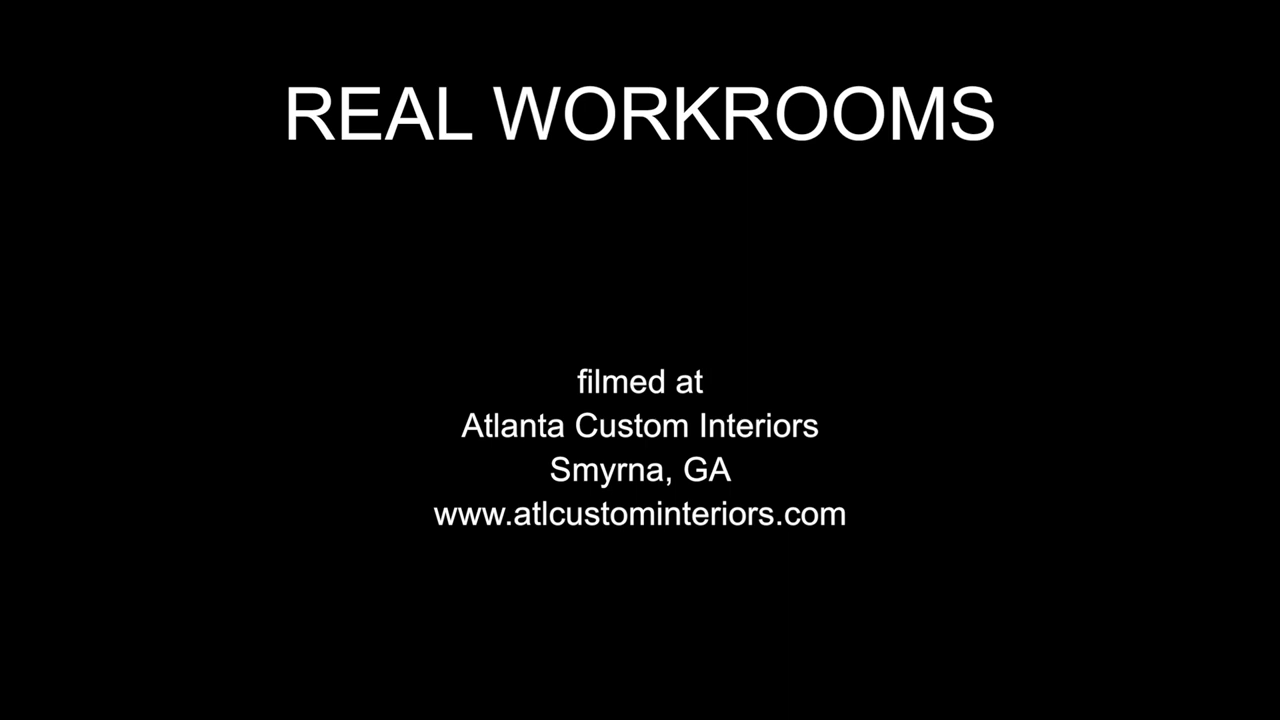 REAL WORKROOMS
filmed at
Atlanta Custom Interiors
Smyrna, GA
www.atlcustominteriors.com